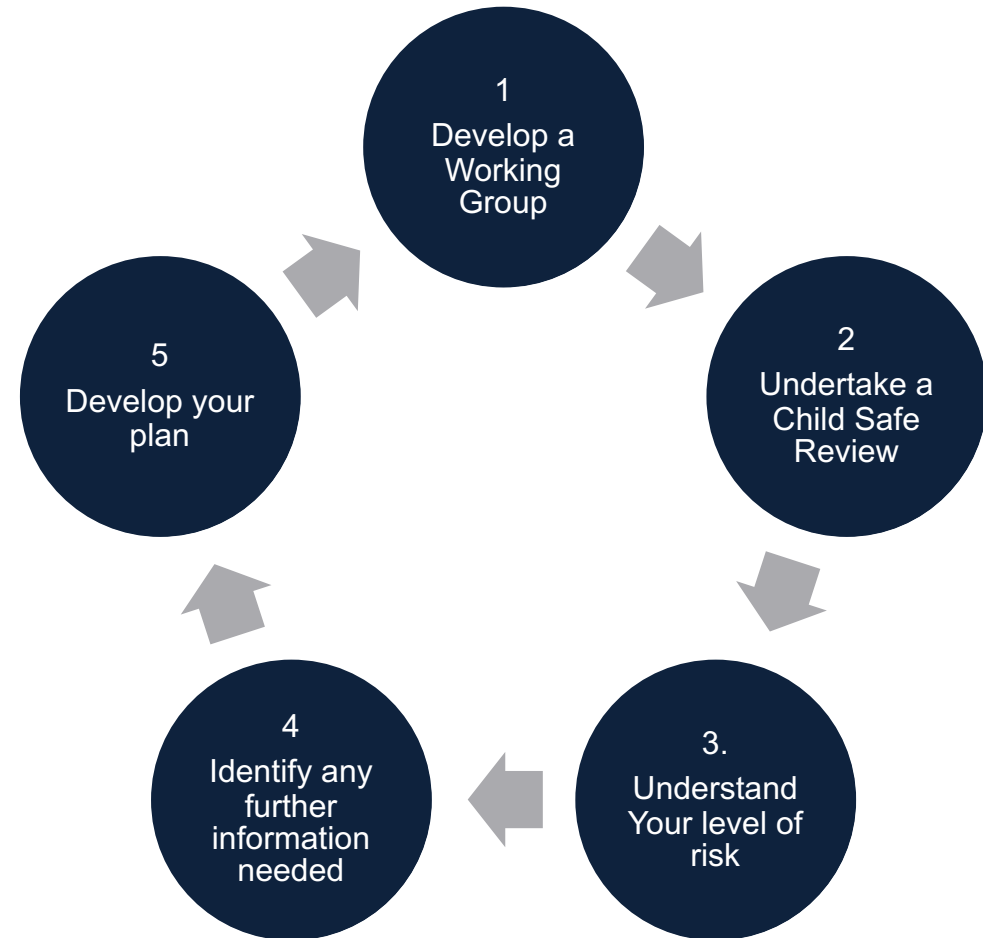 1
Develop a
Working
Group
2
Undertake a
Child Safe
Review
3.
Understand
Your level of
risk
4
Identify any
further
information
needed
5
Develop your
plan